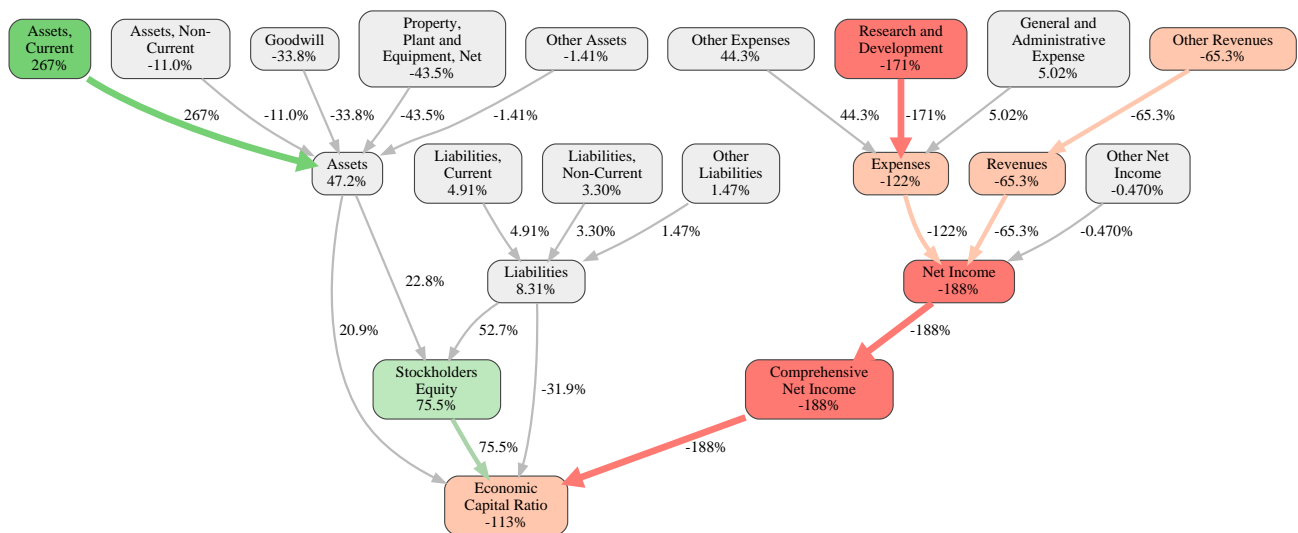 Assets,
Current
267%
Assets, Non-
Current
-11.0%
Goodwill
-33.8%
Property,
Plant and
Equipment, Net
-43.5%
Other Assets
-1.41%
Other Expenses
44.3%
Research and
Development
-171%
General and
Administrative
Expense
5.02%
Other Revenues
-65.3%
267%
-11.0%
-33.8%
-43.5%
-1.41%
44.3%
-171%
5.02%
-65.3%
Assets
47.2%
Liabilities,
Current
4.91%
Liabilities,
Non-Current
3.30%
Other
Liabilities
1.47%
Expenses
-122%
Revenues
-65.3%
Other Net
Income
-0.470%
4.91%
3.30%
1.47%
-122%
-65.3%
-0.470%
22.8%
Liabilities
8.31%
Net Income
-188%
20.9%
52.7%
-188%
Stockholders
Equity
75.5%
-31.9%
Comprehensive
Net Income
-188%
75.5%
-188%
Economic
Capital Ratio
-113%